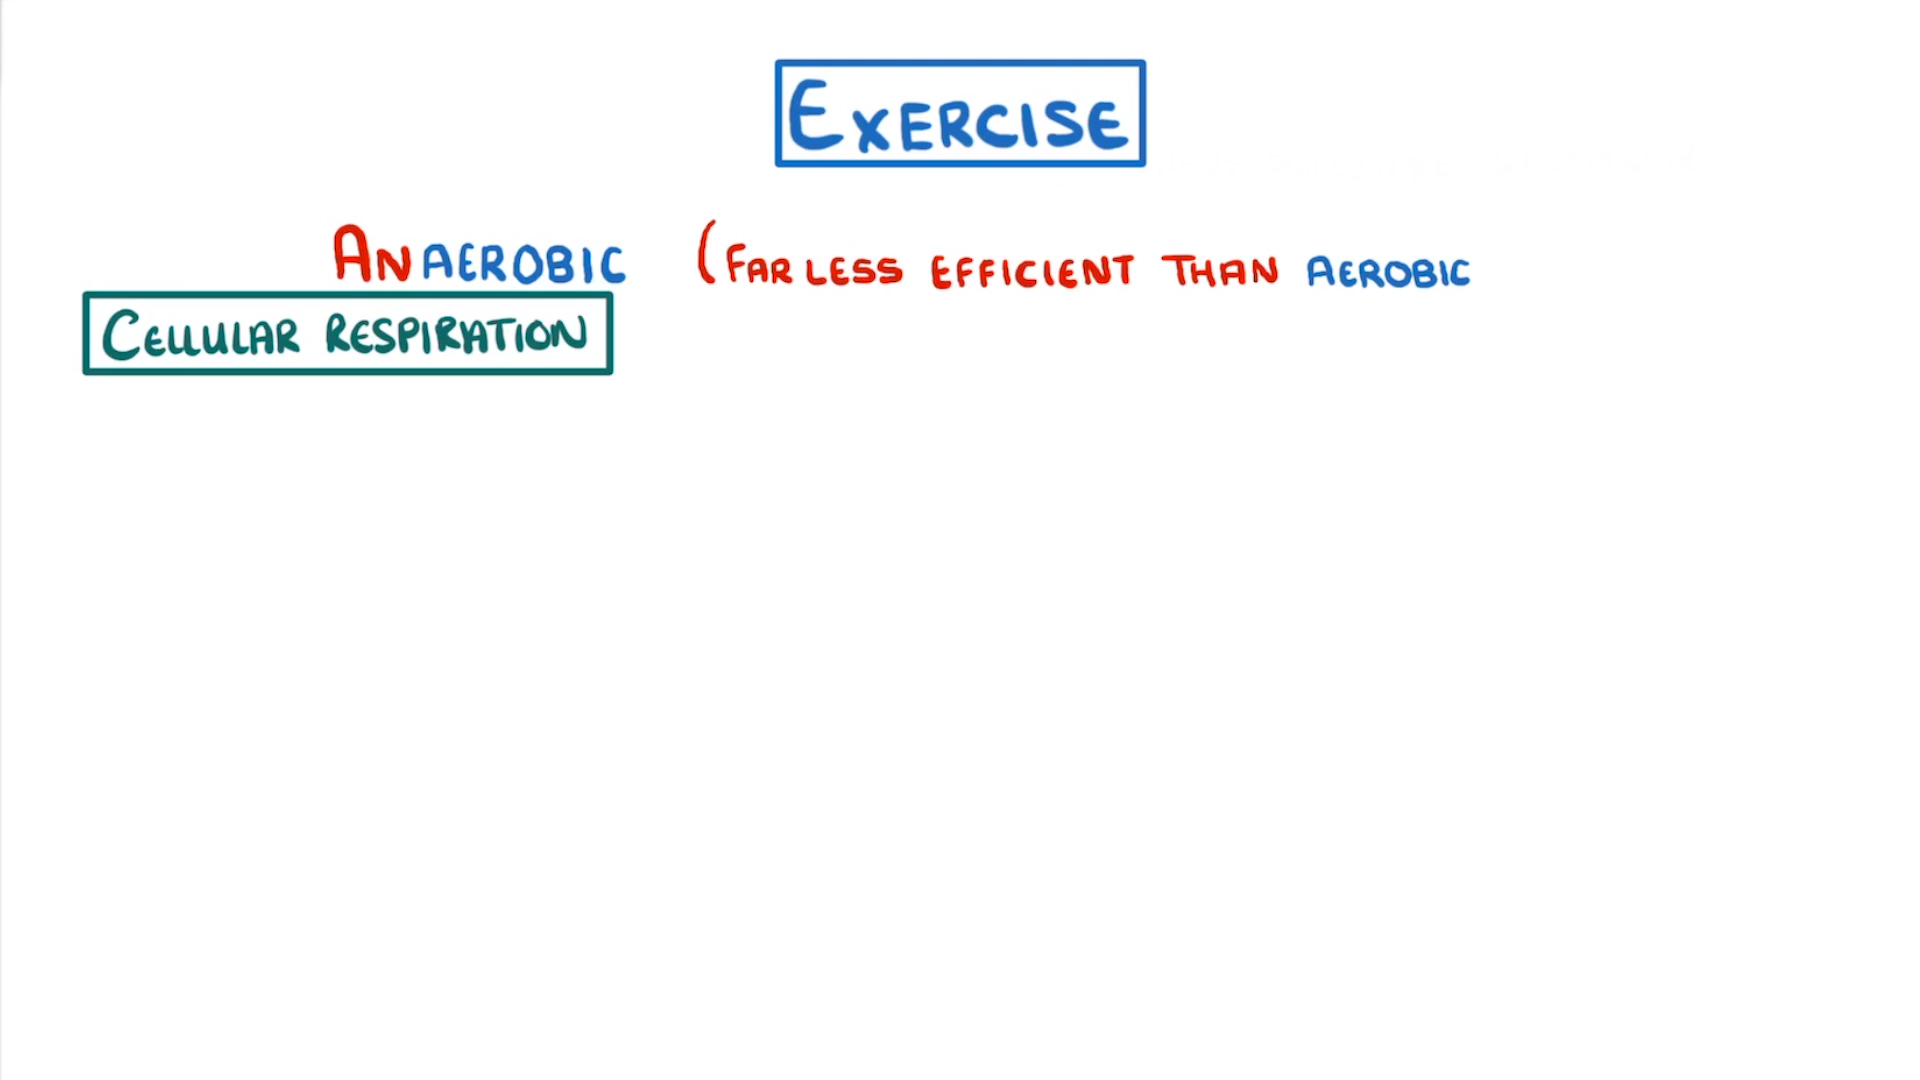 EXERCISE
ANAEROBIC (FAR LESS EFFICIENT THAN AEROBIC
CELLULAR RESPIRATION